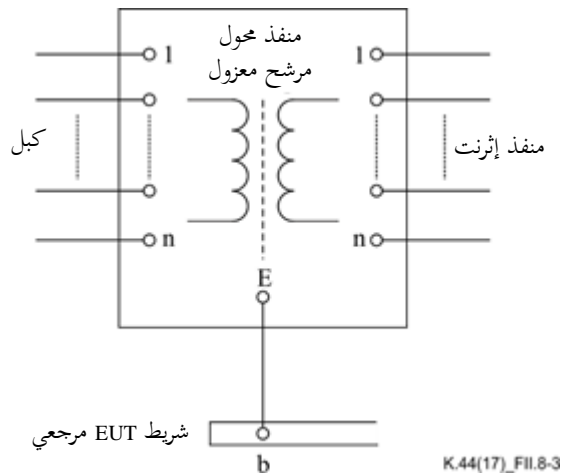 منفذ محول
مرشح معزول
1
1
كبل
منفذ إثرنت
n
n
E
شريط EUT مرجعي
b
K.44(17)_FII.8-3